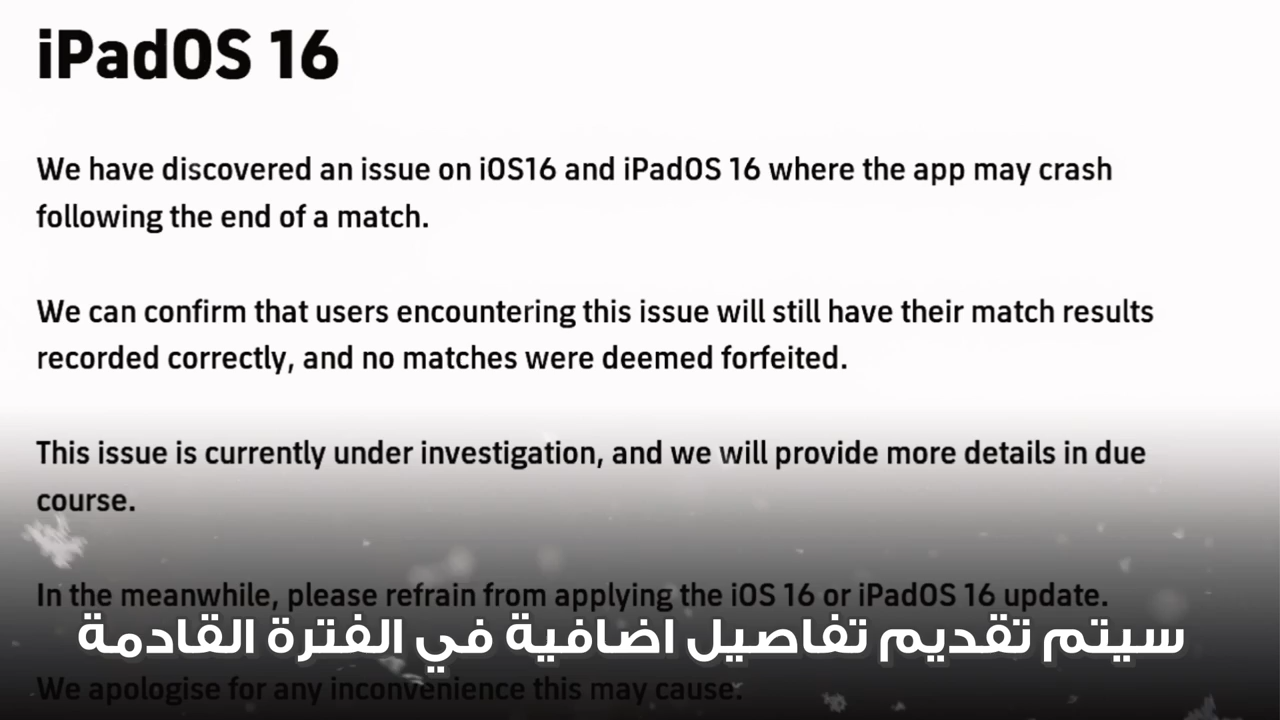 iPadOS 16
We have discovered an issue on iOS16 and iPadOS 16 where the app may crash
following the end of a match.
We can confirm that users encountering this issue will still have their match results
recorded correctly, and no matches were deemed forfeited.
This issue is currently under investigation, and we will provide more details in due
course.
In the meanwhile, please refrain from applying the iOS 16 or iPadOS 16 update.
سيتم تقديم تفاصيل اضافية في الفترة القادمة
We apologise for any inconvenience this may cause.